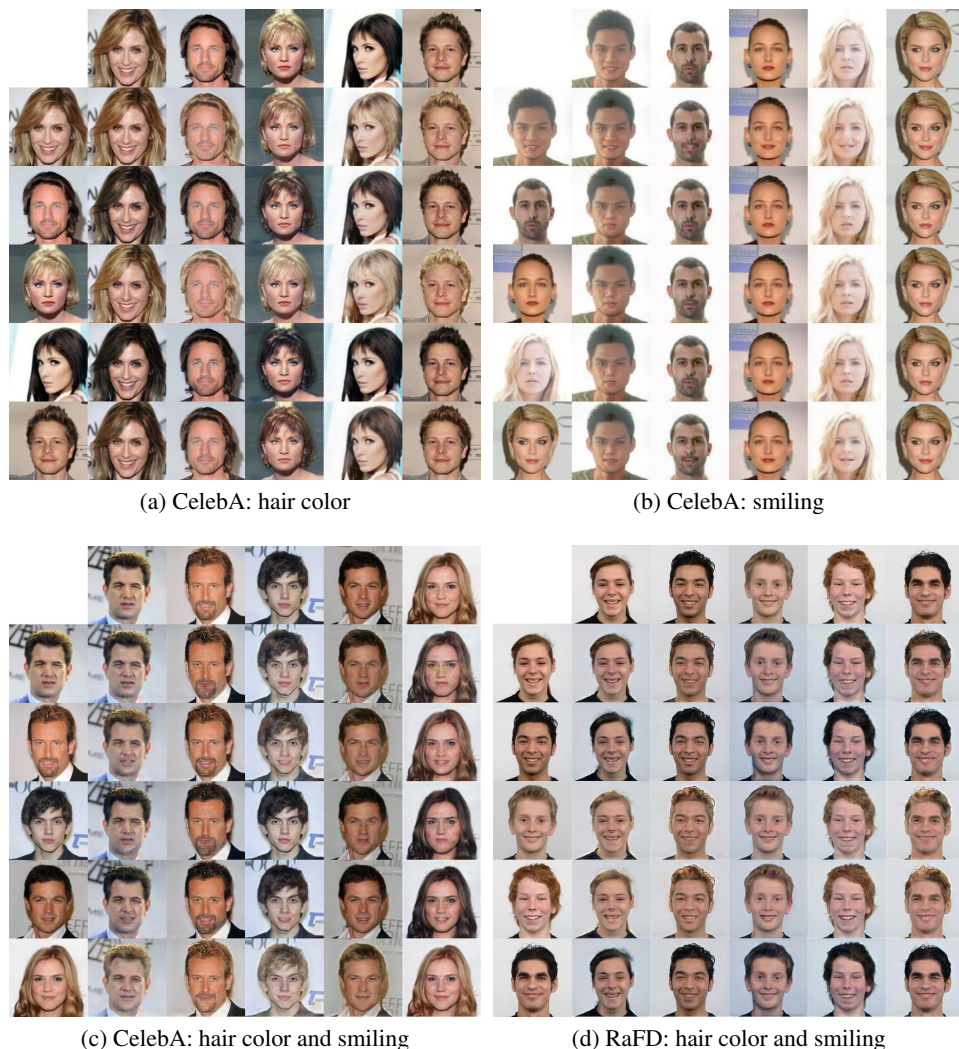 (a) CelebA: hair color
(b) CelebA: smiling
(c) CelebA: hair color and smiling
(d) RaFD: hair color and smiling